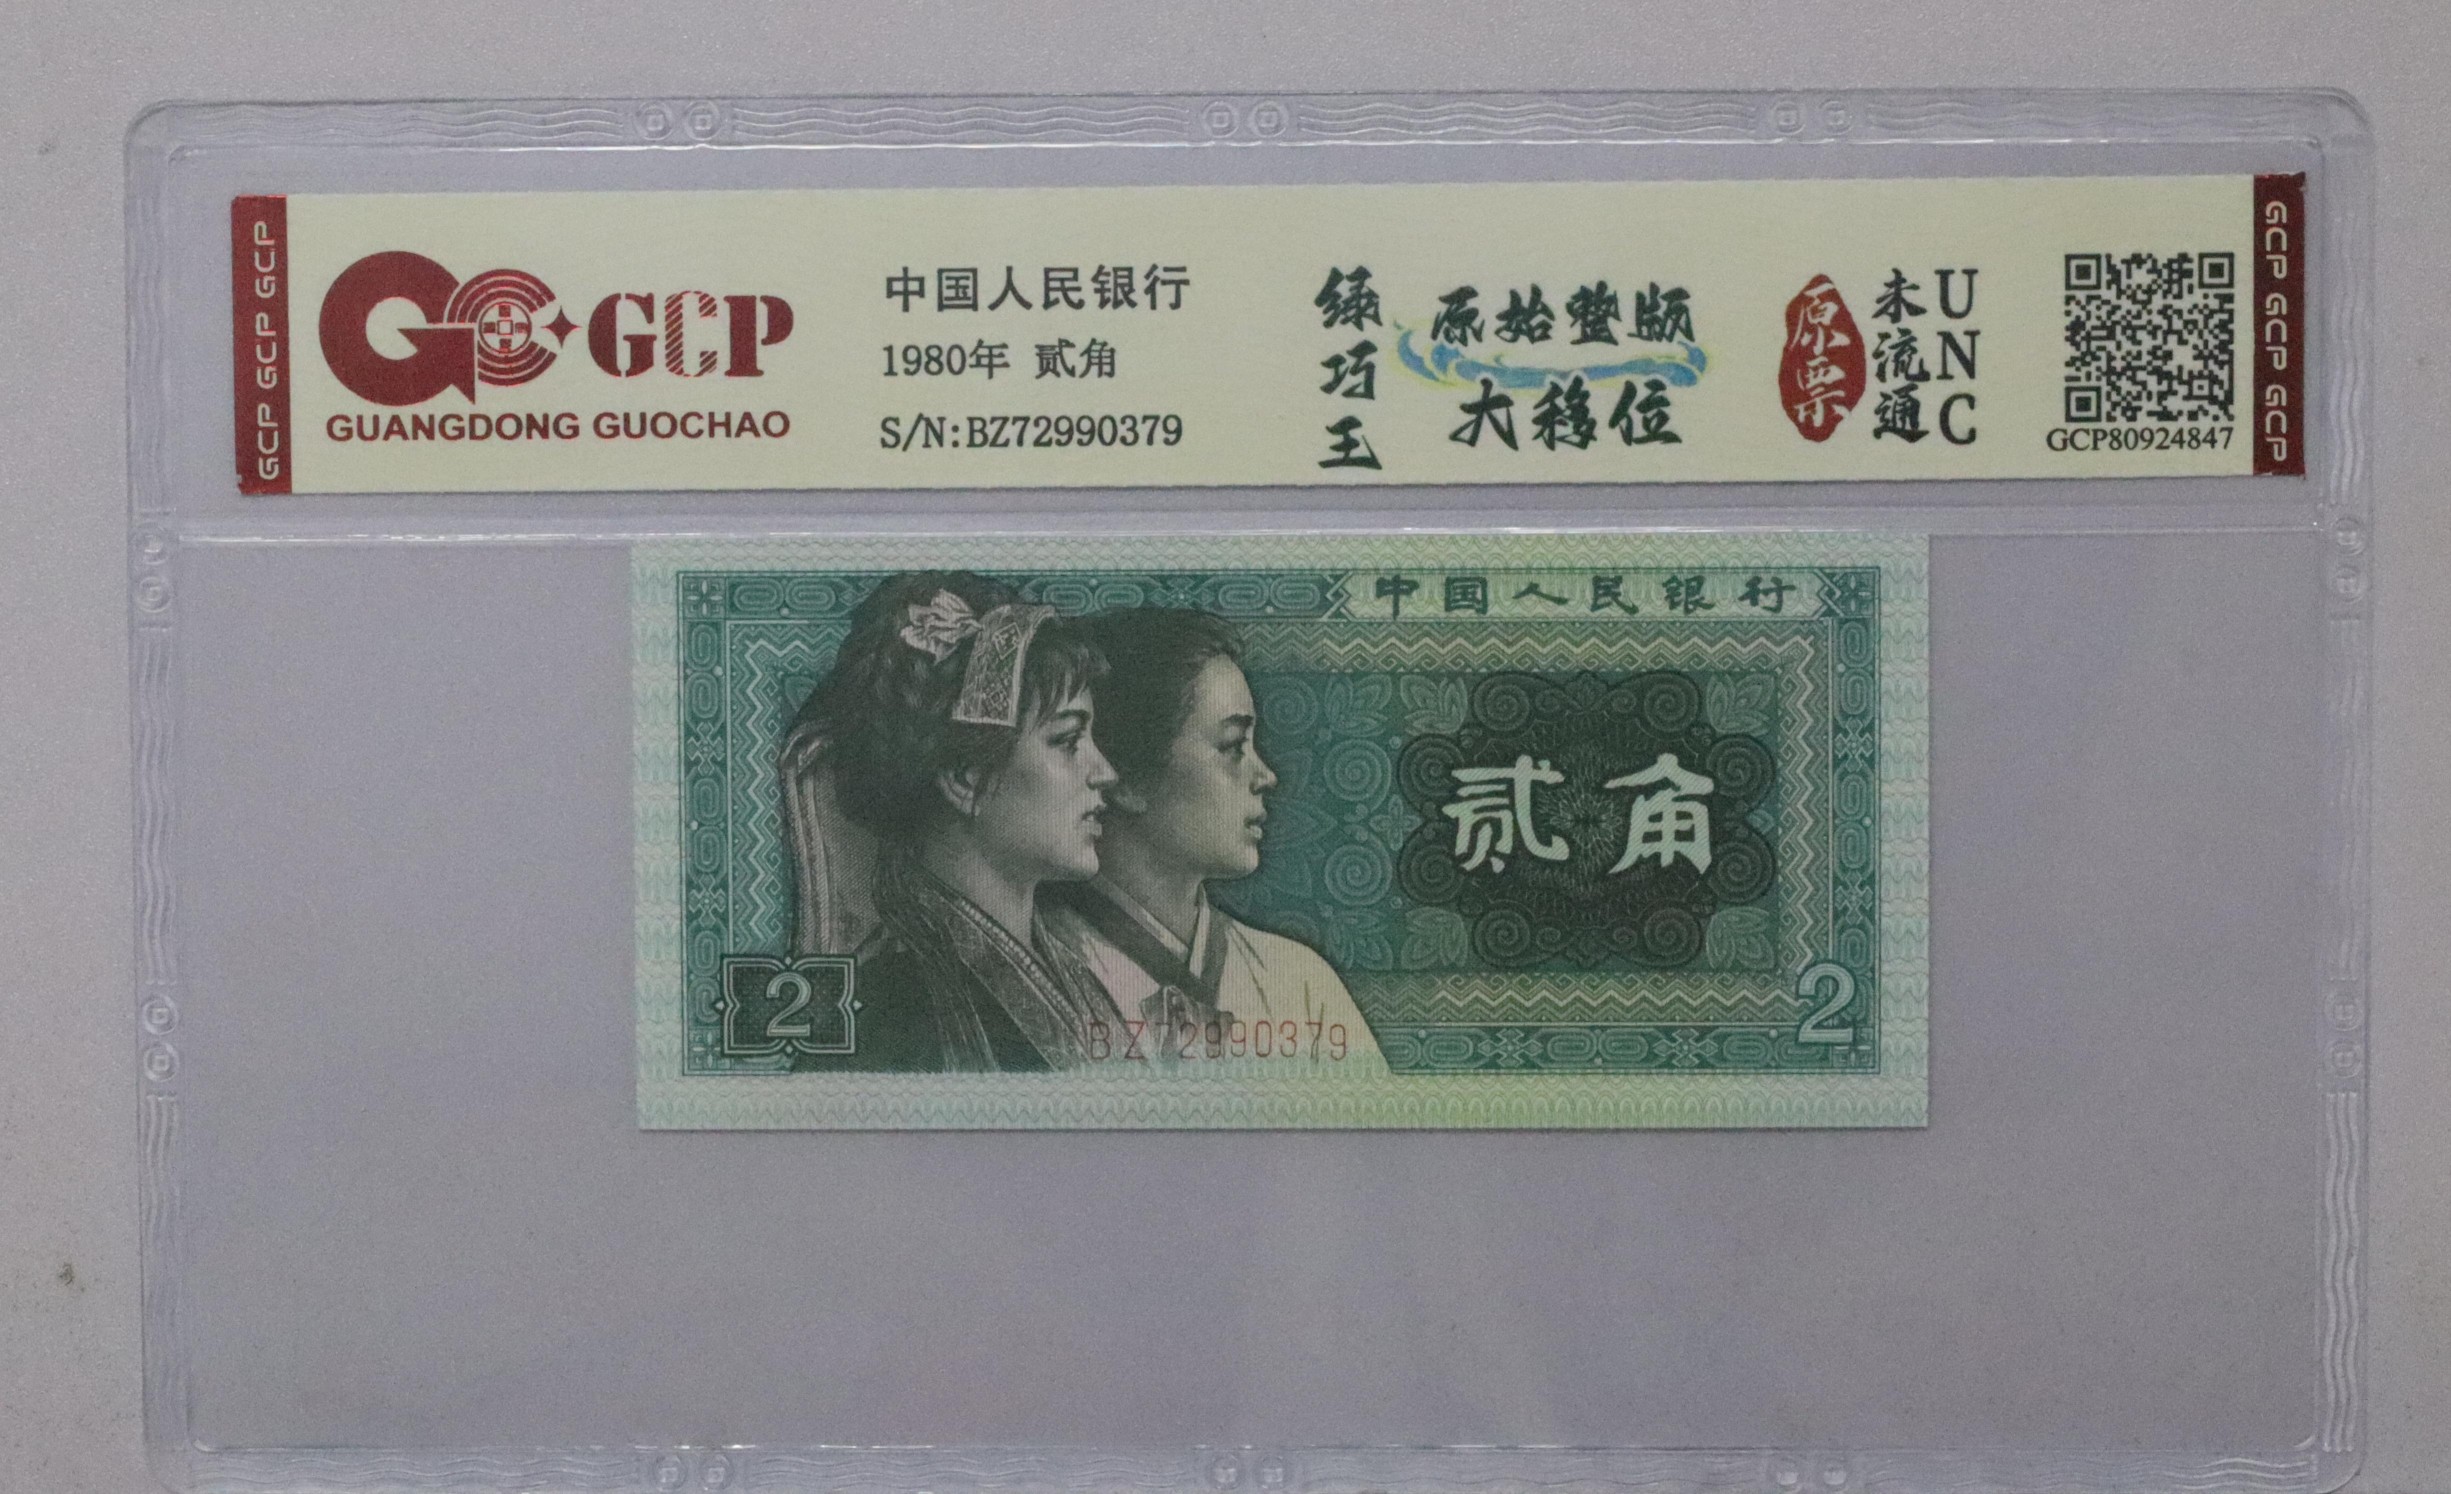 GCP GCP GCP
GCP
GUANGDONG GUOCHAO
中国人民银行
1980年 贰角
S/N:BZ72990379
绿巧王
原始整版
大移位
原票
未流通
UNC
GCP80924847
GCP GCP GCP
中国人民银行
贰角
2
BZ72990379
2